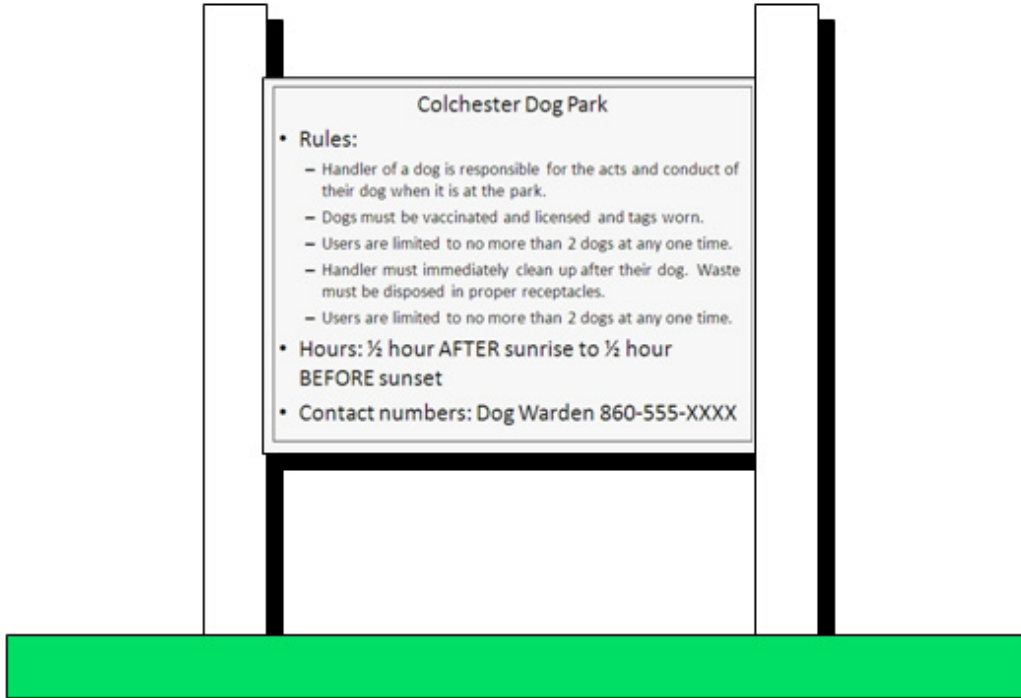 Colchester Dog Park
• Rules:
– Handler of a dog is responsible for the acts and conduct of
their dog when it is at the park.
– Dogs must be vaccinated and licensed and tags worn.
– Users are limited to no more than 2 dogs at any one time.
– Handler must immediately clean up after their dog. Waste
must be disposed in proper receptacles.
– Users are limited to no more than 2 dogs at any one time.
• Hours: ½ hour AFTER sunrise to ½ hour
BEFORE sunset
• Contact numbers: Dog Warden 860-555-XXXX